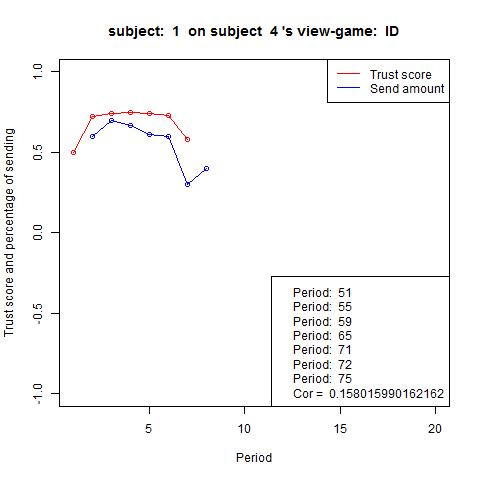 subject: 1 on subject 4 's view-game: ID
Trust score
Send amount
1.0
0.5
0.0
-0.5
-1.0
Trust score and percentage of sending
Period: 51
Period: 55
Period: 59
Period: 65
Period: 71
Period: 72
Period: 75
Cor = 0.158015990162162
5 10 15 20
Period